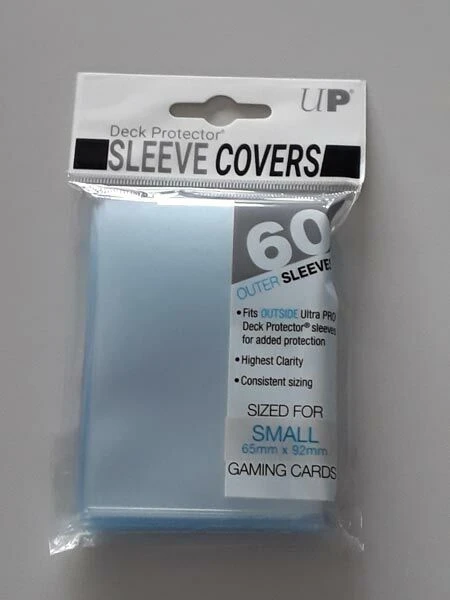 UP®
Deck Protector®
SLEEVE COVERS
60
OUTER SLEEVES
•Fits OUTSIDE Ultra PRO
Deck Protector® sleeves
for added protection
•Highest Clarity
•Consistent sizing
SIZED FOR
SMALL
65mm x 92mm
GAMING CARDS